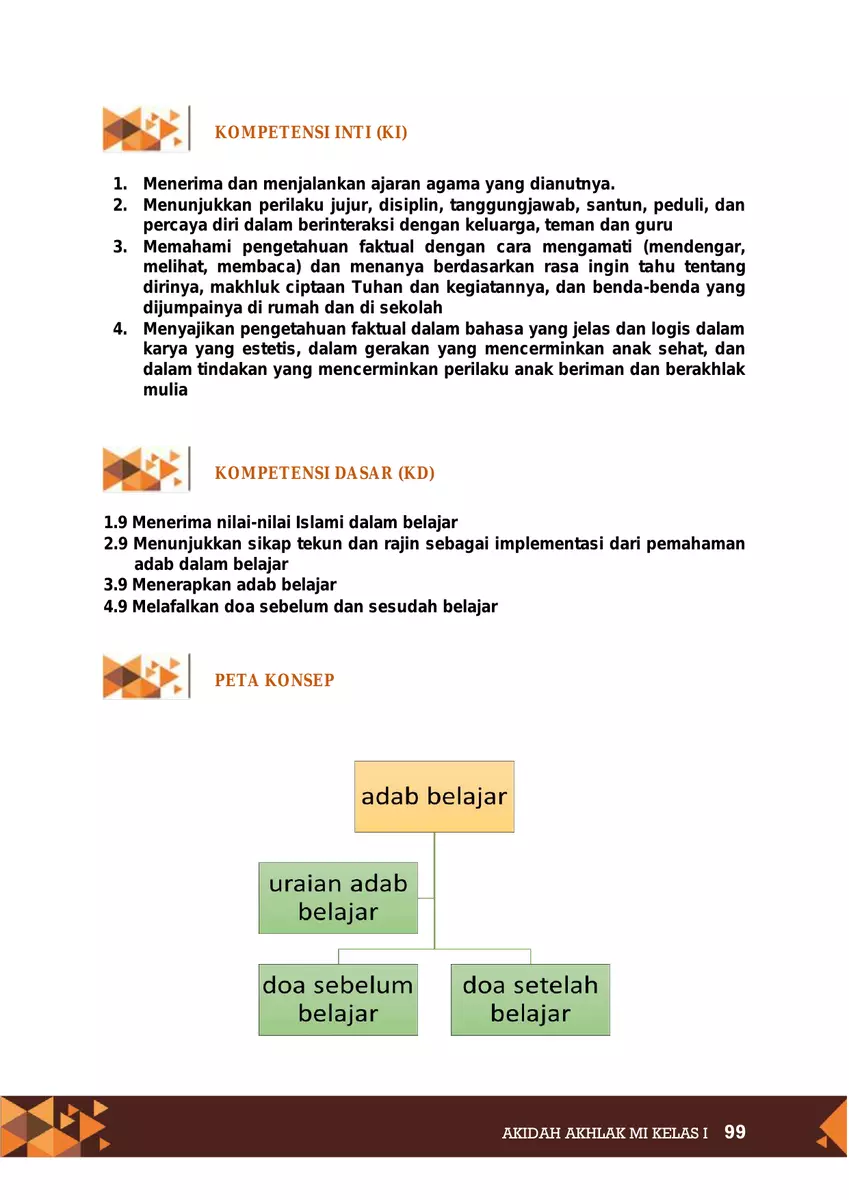 KOMPETENSI INTI (KI)
1. Menerima dan menjalankan ajaran agama yang dianutnya.
2. Menunjukkan perilaku jujur, disiplin, tanggungjawab, santun, peduli, dan
percaya diri dalam berinteraksi dengan keluarga, teman dan guru
3. Memahami pengetahuan faktual dengan cara mengamati (mendengar,
melihat, membaca) dan menanya berdasarkan rasa ingin tahu tentang
dirinya, makhluk ciptaan Tuhan dan kegiatannya, dan benda-benda yang
dijumpainya di rumah dan di sekolah
4. Menyajikan pengetahuan faktual dalam bahasa yang jelas dan logis dalam
karya yang estetis, dalam gerakan yang mencerminkan anak sehat, dan
dalam tindakan yang mencerminkan perilaku anak beriman dan berakhlak
mulia
KOMPETENSI DASAR (KD)
1.9 Menerima nilai-nilai Islami dalam belajar
2.9 Menunjukkan sikap tekun dan rajin sebagai implementasi dari pemahaman
adab dalam belajar
3.9 Menerapkan adab belajar
4.9 Melafalkan doa sebelum dan sesudah belajar
PETA KONSEP
adab belajar
uraian adab
belajar
doa sebelum
belajar
doa setelah
belajar
AKIDAH AKHLAK MI KELAS I 99